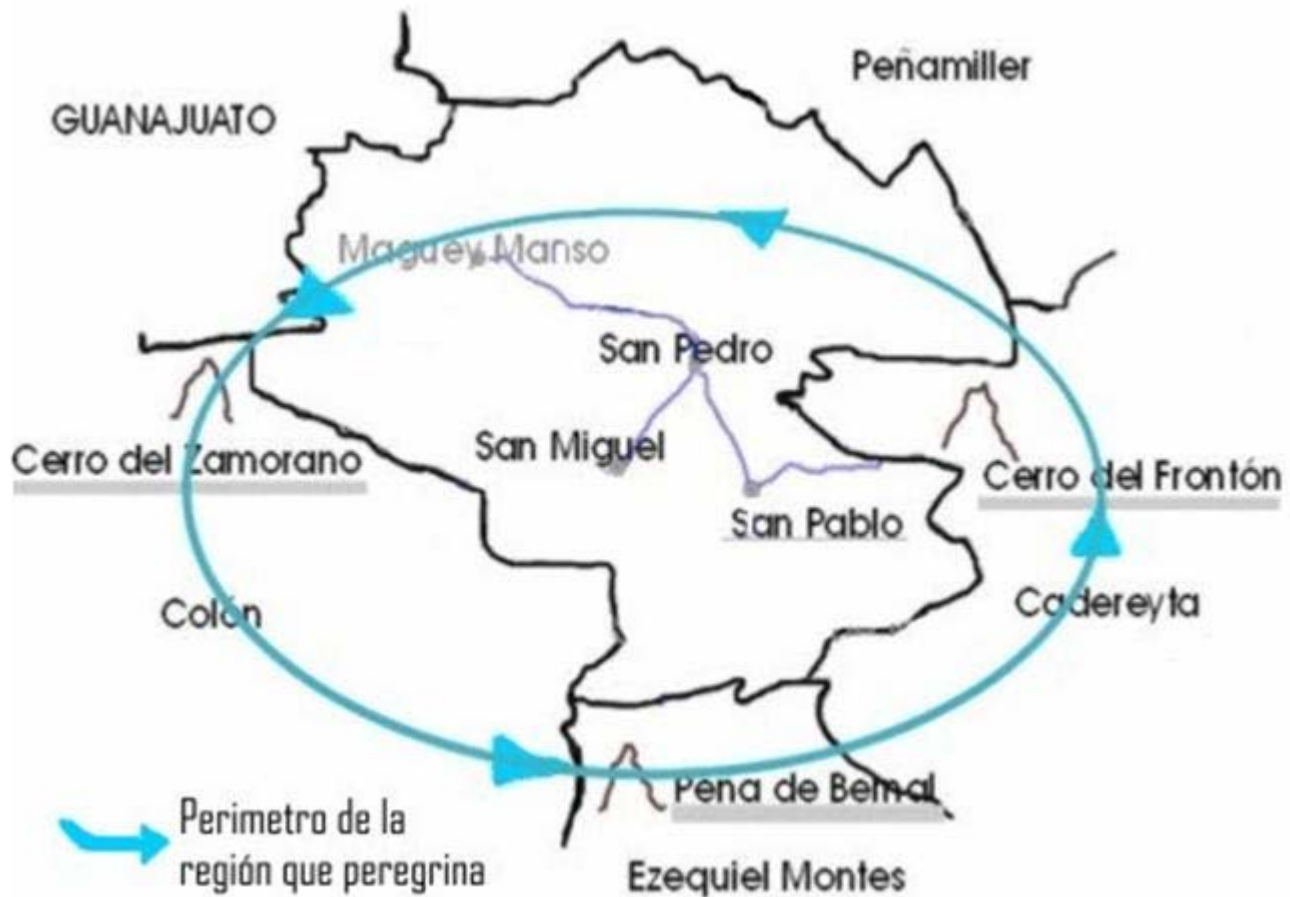 Peñamiller
GUANAJUATO
Maguey Manso
San Pedro
San Miguel
Cerro del Zamorano
Cerro del Frontón
San Pablo
Colón
Cadereyta
Pena de Bernal
Perimetro de la
región que peregrina
Ezequiel Montes